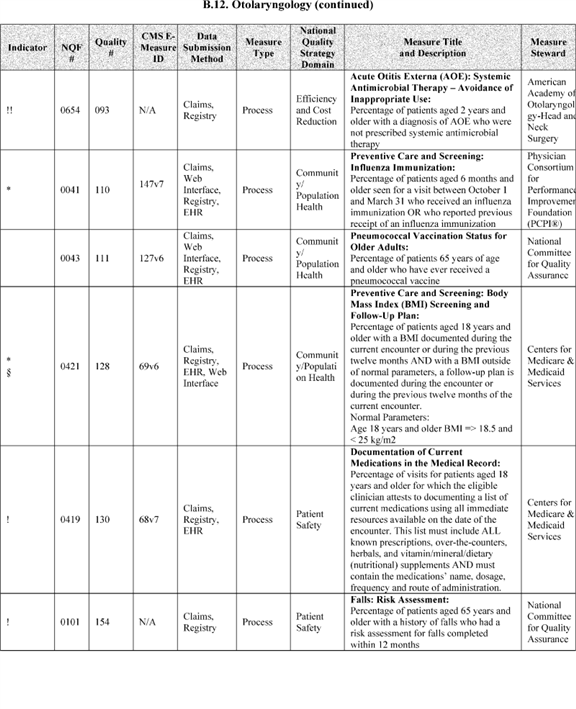 B.12. Otolaryngology (continued)
Indicator
NQF
#
Quality
#
CMS E-
Measure
ID
Data
Submission
Method
Measure
Type
National
Quality
Strategy
Domain
Measure Title
and Description
Measure
Steward
!!
0654
093
N/A
Claims,
Registry
Process
Efficiency
and Cost
Reduction
Acute Otitis Externa (AOE): Systemic
Antimicrobial Therapy – Avoidance of
Inappropriate Use:
Percentage of patients aged 2 years and
older with a diagnosis of AOE who were
not prescribed systemic antimicrobial
therapy
American
Academy of
Otolaryngol
gy-Head and
Neck
Surgery
*
0041
110
147v7
Claims,
Web
Interface,
Registry,
EHR
Process
Communit
y/
Population
Health
Preventive Care and Screening:
Influenza Immunization:
Percentage of patients aged 6 months and
older seen for a visit between October 1
and March 31 who received an influenza
immunization OR who reported previous
receipt of an influenza immunization
Physician
Consortium
for
Performance
Improvemen
Foundation
(PCPI®)
0043
111
127v6
Claims,
Web
Interface,
Registry,
EHR
Process
Communit
y/
Population
Health
Pneumococcal Vaccination Status for
Older Adults:
Percentage of patients 65 years of age
and older who have ever received a
pneumococcal vaccine
National
Committee
for Quality
Assurance
*
§
0421
128
69v6
Claims,
Registry,
EHR, Web
Interface
Process
Communit
y/Populati
on Health
Preventive Care and Screening: Body
Mass Index (BMI) Screening and
Follow-Up Plan:
Percentage of patients aged 18 years and
older with a BMI documented during the
current encounter or during the previous
twelve months AND with a BMI outside
of normal parameters, a follow-up plan is
documented during the encounter or
during the previous twelve months of the
current encounter.
Normal Parameters:
Age 18 years and older BMI => 18.5 and
< 25 kg/m2
Centers for
Medicare &
Medicaid
Services
!
0419
130
68v7
Claims,
Registry,
EHR
Process
Patient
Safety
Documentation of Current
Medications in the Medical Record:
Percentage of visits for patients aged 18
years and older for which the eligible
clinician attests to documenting a list of
current medications using all immediate
resources available on the date of the
encounter. This list must include ALL
known prescriptions, over-the-counters,
herbals, and vitamin/mineral/dietary
(nutritional) supplements AND must
contain the medications' name, dosage,
frequency and route of administration.
Centers for
Medicare &
Medicaid
Services
!
0101
154
N/A
Claims,
Registry
Process
Patient
Safety
Falls: Risk Assessment:
Percentage of patients aged 65 years and
older with a history of falls who had a
risk assessment for falls completed
within 12 months
National
Committee
for Quality
Assurance